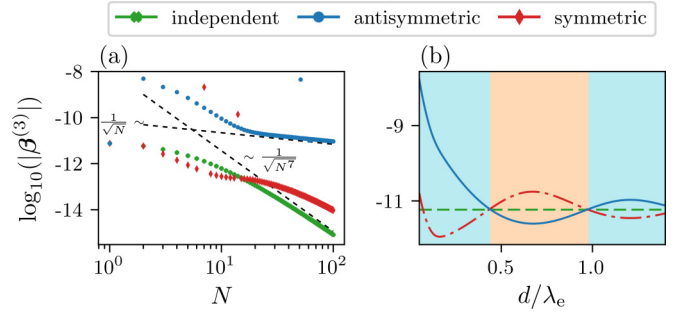 independent antisymmetric symmetric
(a) (b)
log₁₀(|β⁽³⁾|)
-8
-10
-12
-14
1/√N ~
~ 1/√N⁷
10⁰ 10¹ 10²
N
-9
-11
0.5 1.0
d/λₑ